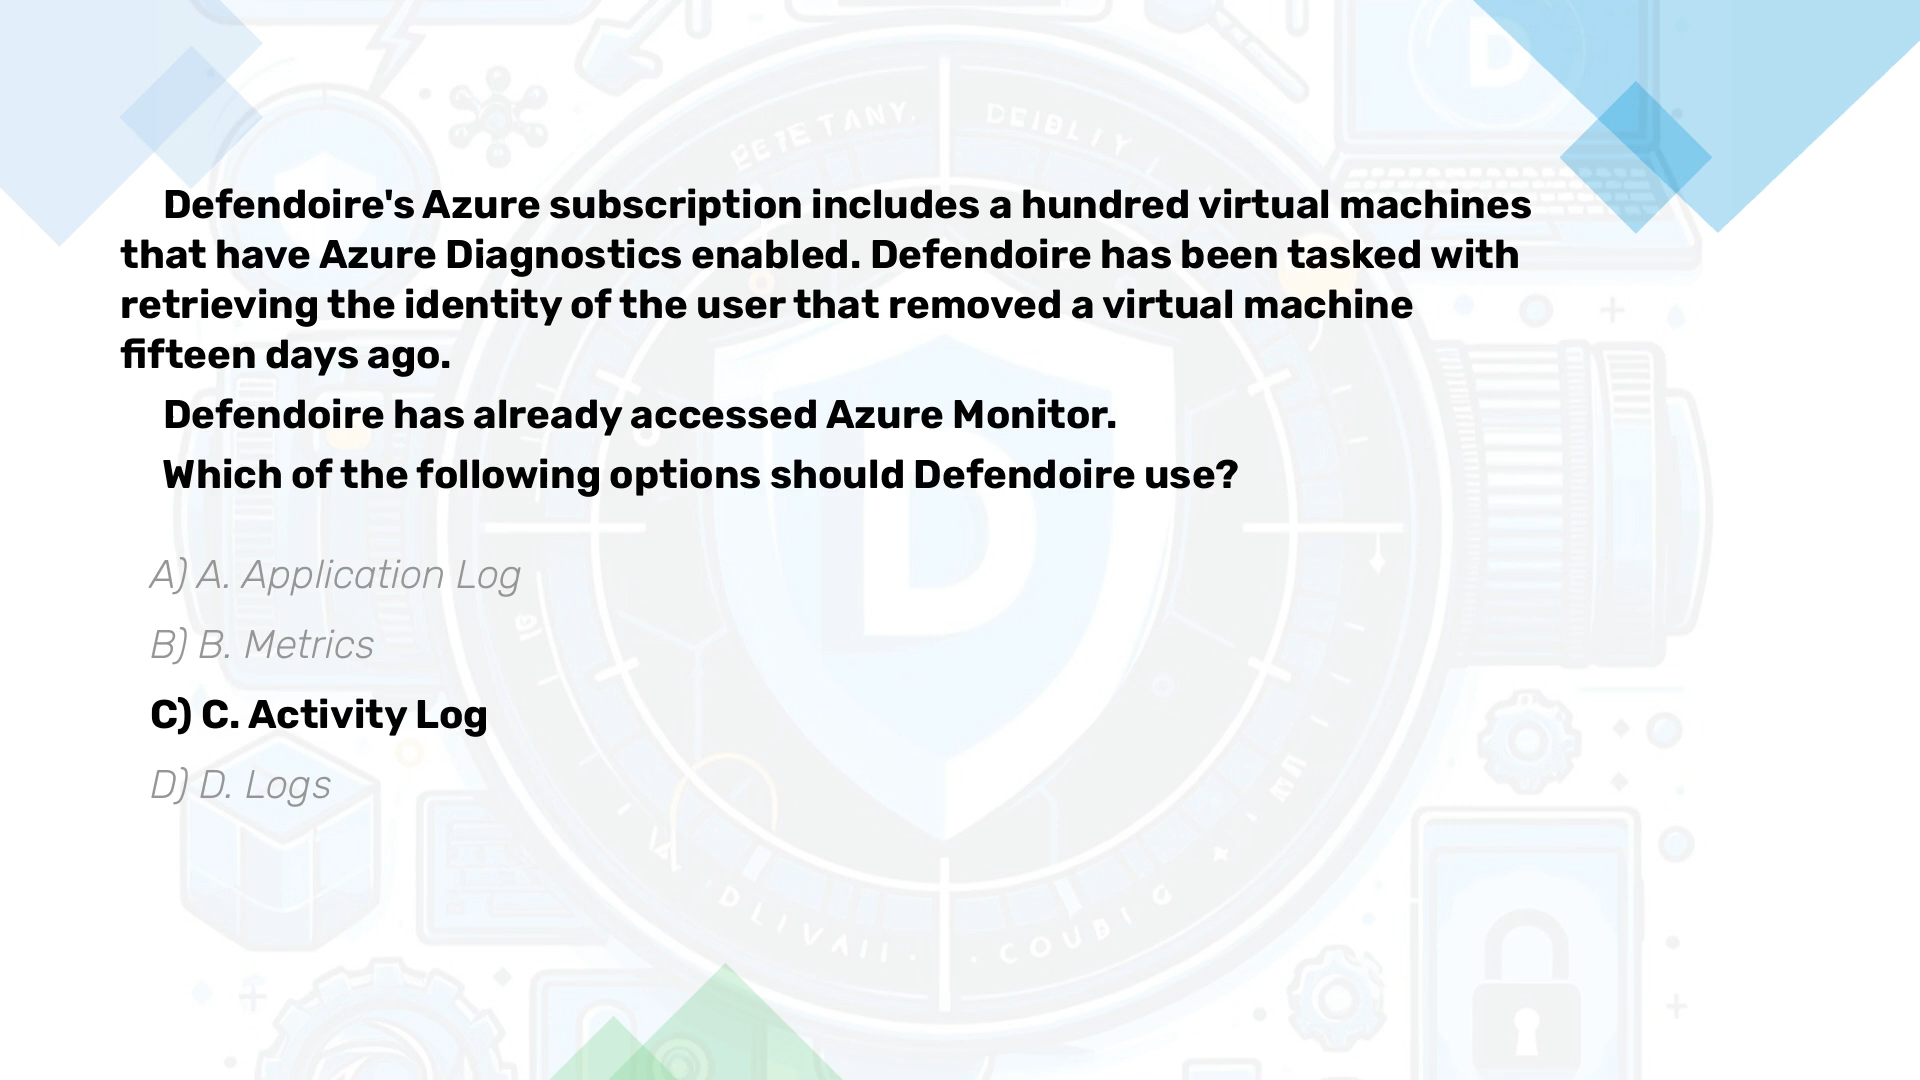 Defendoire's Azure subscription includes a hundred virtual machines
that have Azure Diagnostics enabled. Defendoire has been tasked with
retrieving the identity of the user that removed a virtual machine
fifteen days ago.
Defendoire has already accessed Azure Monitor.
Which of the following options should Defendoire use?
A) A. Application Log
B) B. Metrics
C) C. Activity Log
D) D. Logs